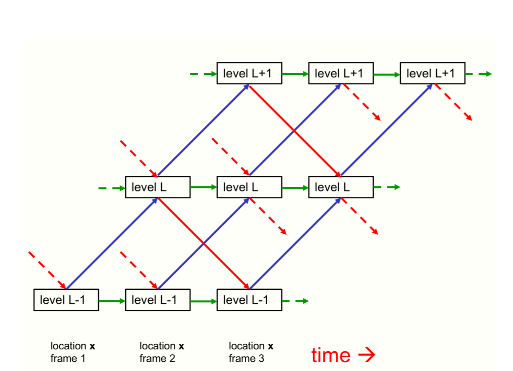 level L+1 level L+1 level L+1
level L level L level L
level L-1 level L-1 level L-1
location x location x location x
frame 1 frame 2 frame 3
time →